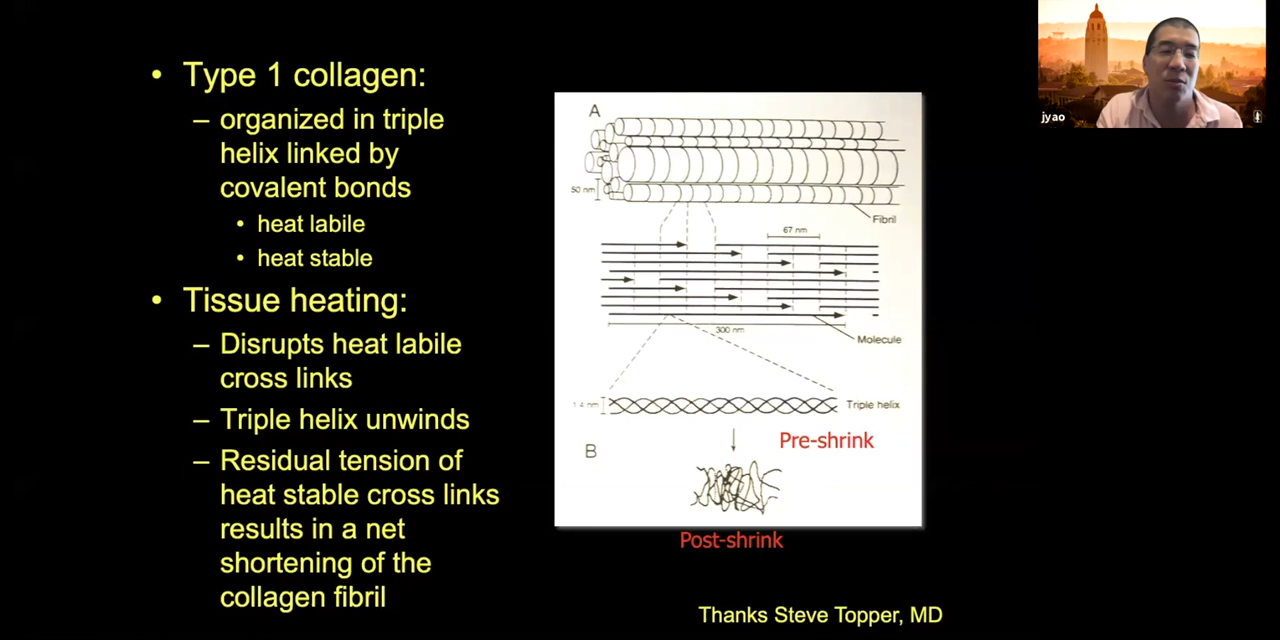 • Type 1 collagen:
– organized in triple
helix linked by
covalent bonds
• heat labile
• heat stable
• Tissue heating:
– Disrupts heat labile
cross links
– Triple helix unwinds
– Residual tension of
heat stable cross links
results in a net
shortening of the
collagen fibril
A
50 nm
Fibril
67 nm
300 nm
Molecule
1.4 nm
Triple helix
Pre-shrink
B
Post-shrink
Thanks Steve Topper, MD
jyao